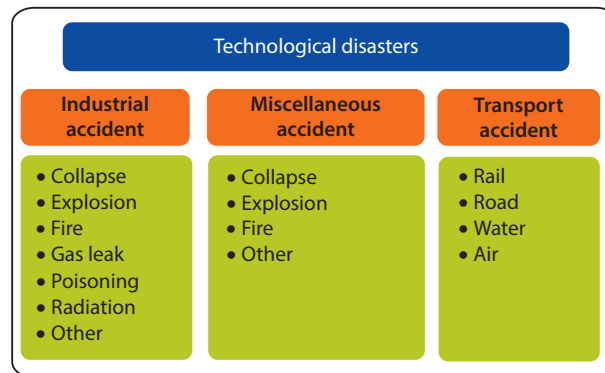 Technological disasters
Industrial
accident
• Collapse
• Explosion
• Fire
• Gas leak
• Poisoning
• Radiation
• Other
Miscellaneous
accident
• Collapse
• Explosion
• Fire
• Other
Transport
accident
• Rail
• Road
• Water
• Air